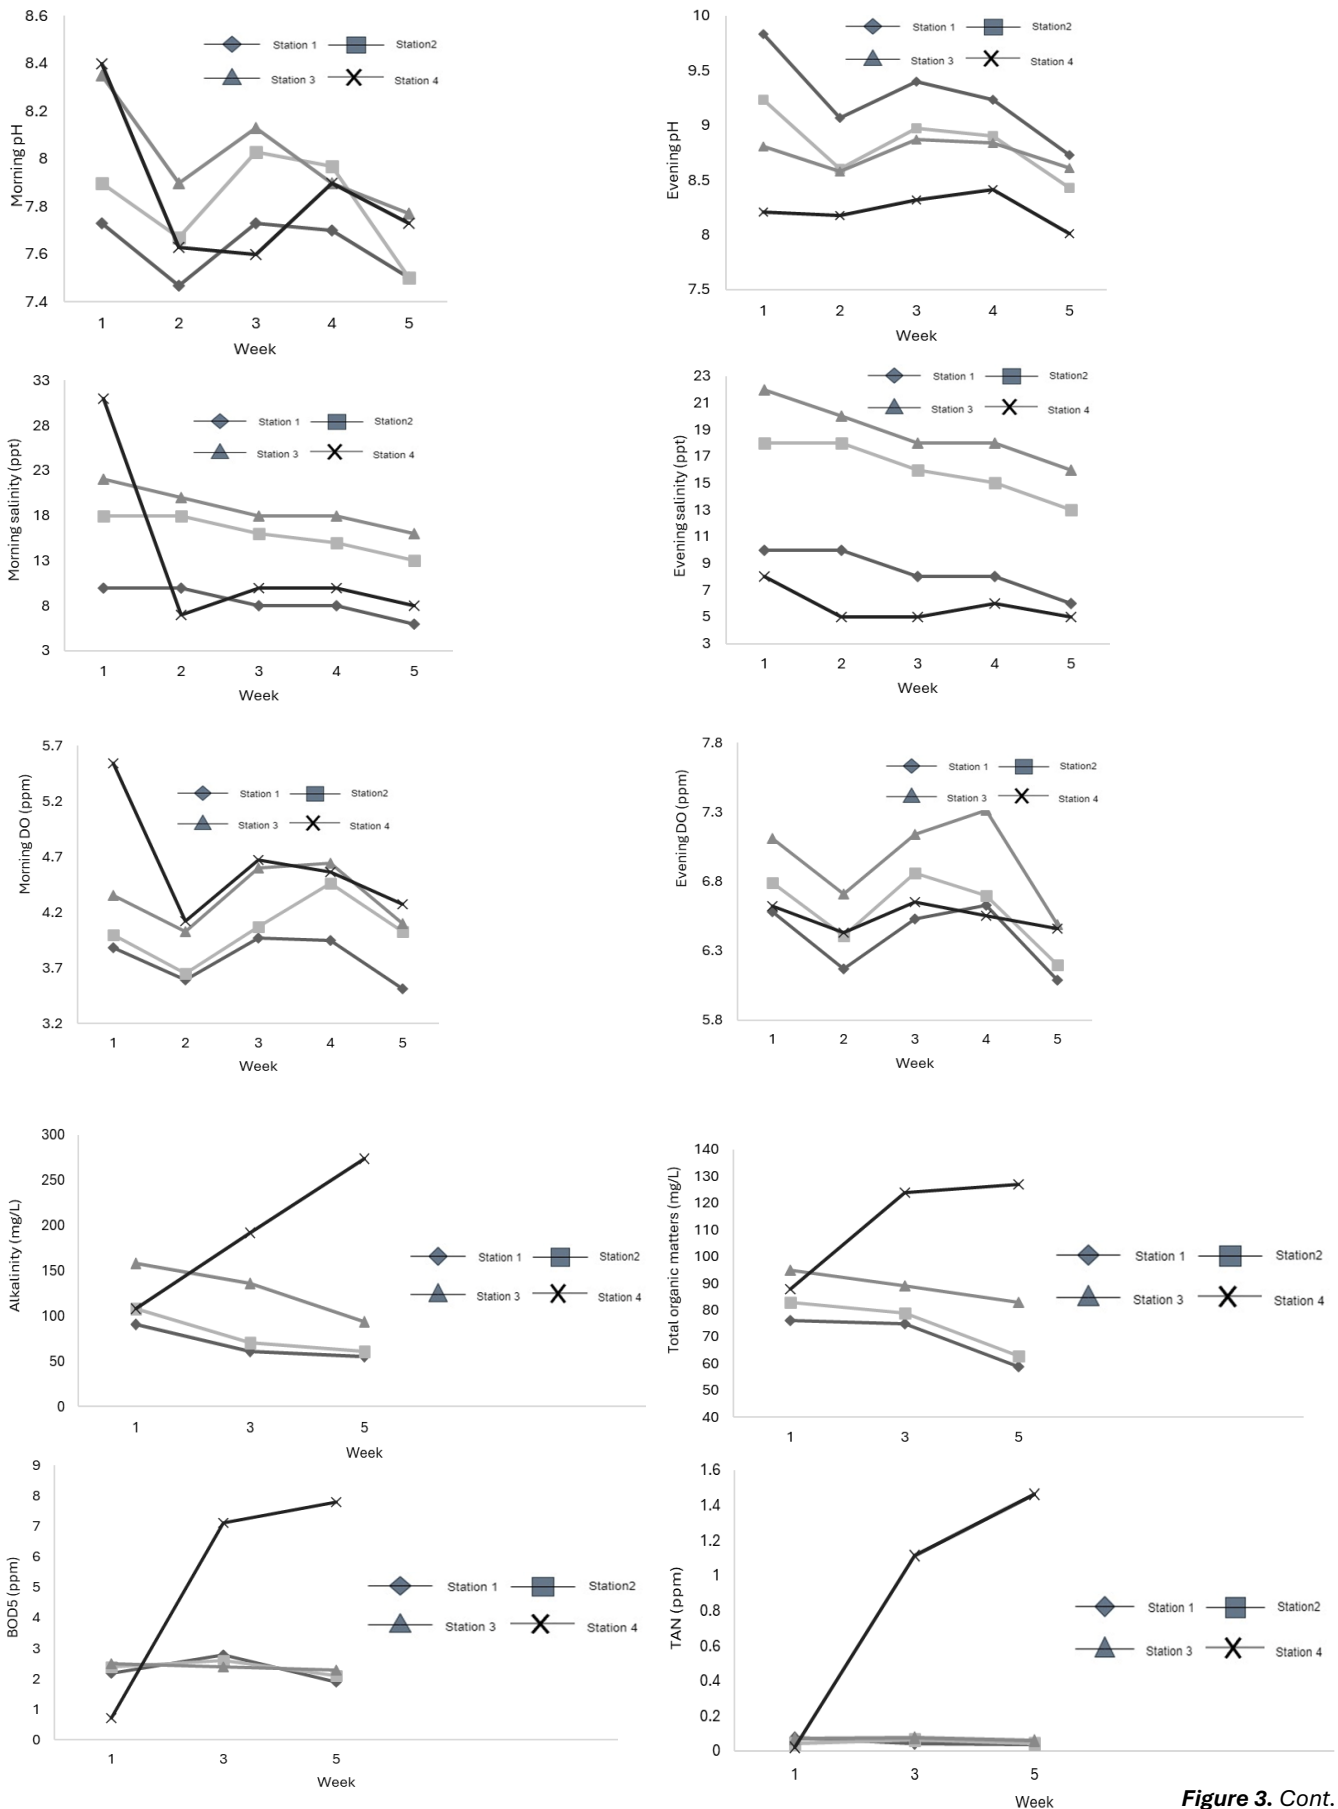 8.6
8.4
8.2
8
7.8
7.6
7.4
Morning pH
Station 1
Station2
Station 3
Station 4
1 2 3 4 5
Week
10
9.5
9
8.5
8
7.5
Evening pH
Station 1
Station2
Station 3
Station 4
1 2 3 4 5
Week
33
28
23
18
13
8
3
Morning salinity (ppt)
Station 1
Station2
Station 3
Station 4
1 2 3 4 5
Week
23
21
19
17
15
13
11
9
7
5
3
Evening salinity (ppt)
Station 1
Station2
Station 3
Station 4
1 2 3 4 5
Week
5.7
5.2
4.7
4.2
3.7
3.2
Morning DO (ppm)
Station 1
Station2
Station 3
Station 4
1 2 3 4 5
Week
7.8
7.3
6.8
6.3
5.8
Evening DO (ppm)
Station 1
Station2
Station 3
Station 4
1 2 3 4 5
Week
300
250
200
150
100
50
0
Alkalinity (mg/L)
Station 1
Station2
Station 3
Station 4
1 3 5
Week
140
130
120
110
100
90
80
70
60
50
40
Total organic matters (mg/L)
Station 1
Station2
Station 3
Station 4
1 3 5
9
8
7
6
5
4
3
2
1
0
BOD5 (ppm)
Station 1
Station2
Station 3
Station 4
1 3 5
Week
1.6
1.4
1.2
1
0.8
0.6
0.4
0.2
0
TAN (ppm)
Station 1
Station2
Station 3
Station 4
1 3 5
Week
Figure 3. Cont.